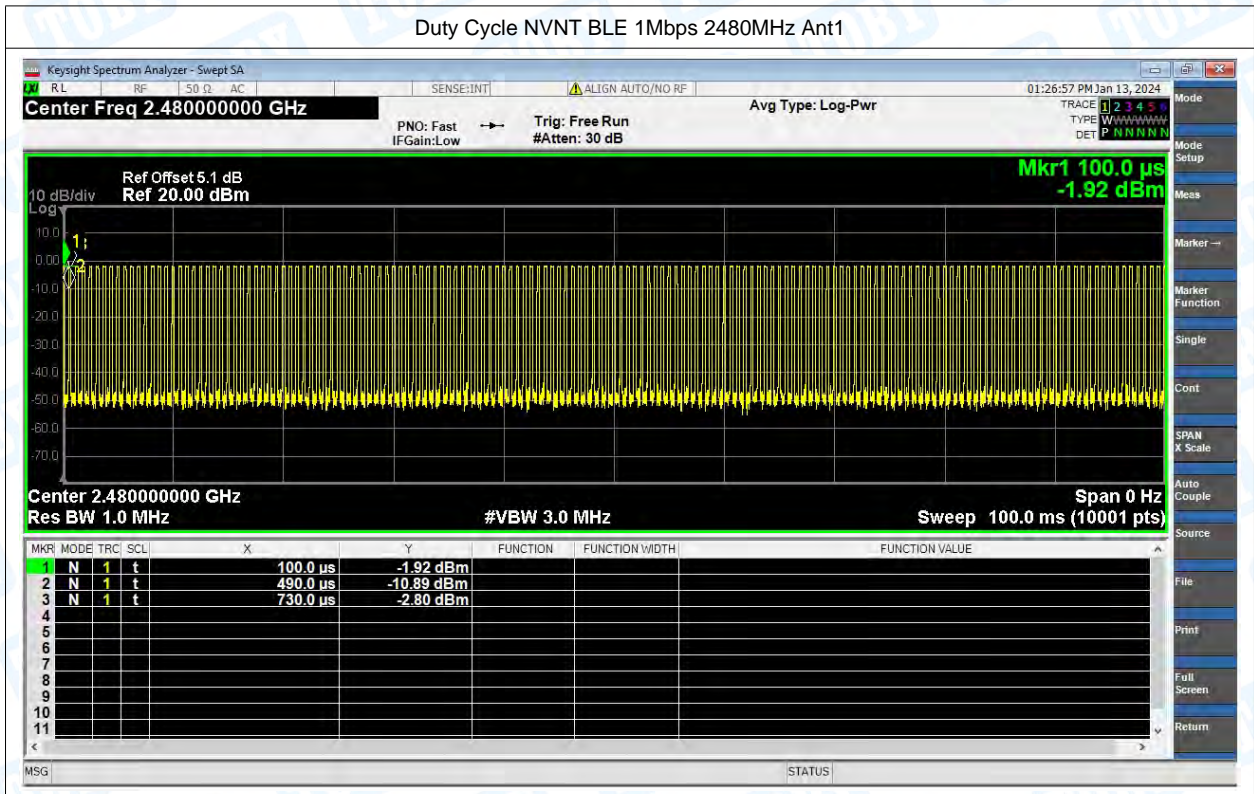 Duty Cycle NVNT BLE 1Mbps 2480MHz Ant1
Keysight Spectrum Analyzer - Swept SA
LXI RL RF 50 Ω AC SENSE:INT ALIGN AUTO/NO RF 01:26:57 PM Jan 13, 2024
Center Freq 2.480000000 GHz
PNO: Fast
IFGain:Low
Trig: Free Run
#Atten: 30 dB
Avg Type: Log-Pwr
TRACE 1 2 3 4 5 6
TYPE WWWWWW
DET P N N N N N
Mkr1 100.0 µs
-1.92 dBm
Ref Offset 5.1 dB
10 dB/div Ref 20.00 dBm
Log
10.0
0.00
-10.0
-20.0
-30.0
-40.0
-50.0
-60.0
-70.0
1
2
Center 2.480000000 GHz Span 0 Hz
Res BW 1.0 MHz #VBW 3.0 MHz Sweep 100.0 ms (10001 pts)
MKR MODE TRC SCL X Y FUNCTION FUNCTION WIDTH FUNCTION VALUE
1 N 1 t 100.0 µs -1.92 dBm
2 N 1 t 490.0 µs -10.89 dBm
3 N 1 t 730.0 µs -2.80 dBm
4
5
6
7
8
9
10
11
MSG STATUS
Mode
Mode
Setup
Meas
Marker→
Marker
Function
Single
Cont
SPAN
X Scale
Auto
Couple
Source
File
Print
Full
Screen
Return
TOBY